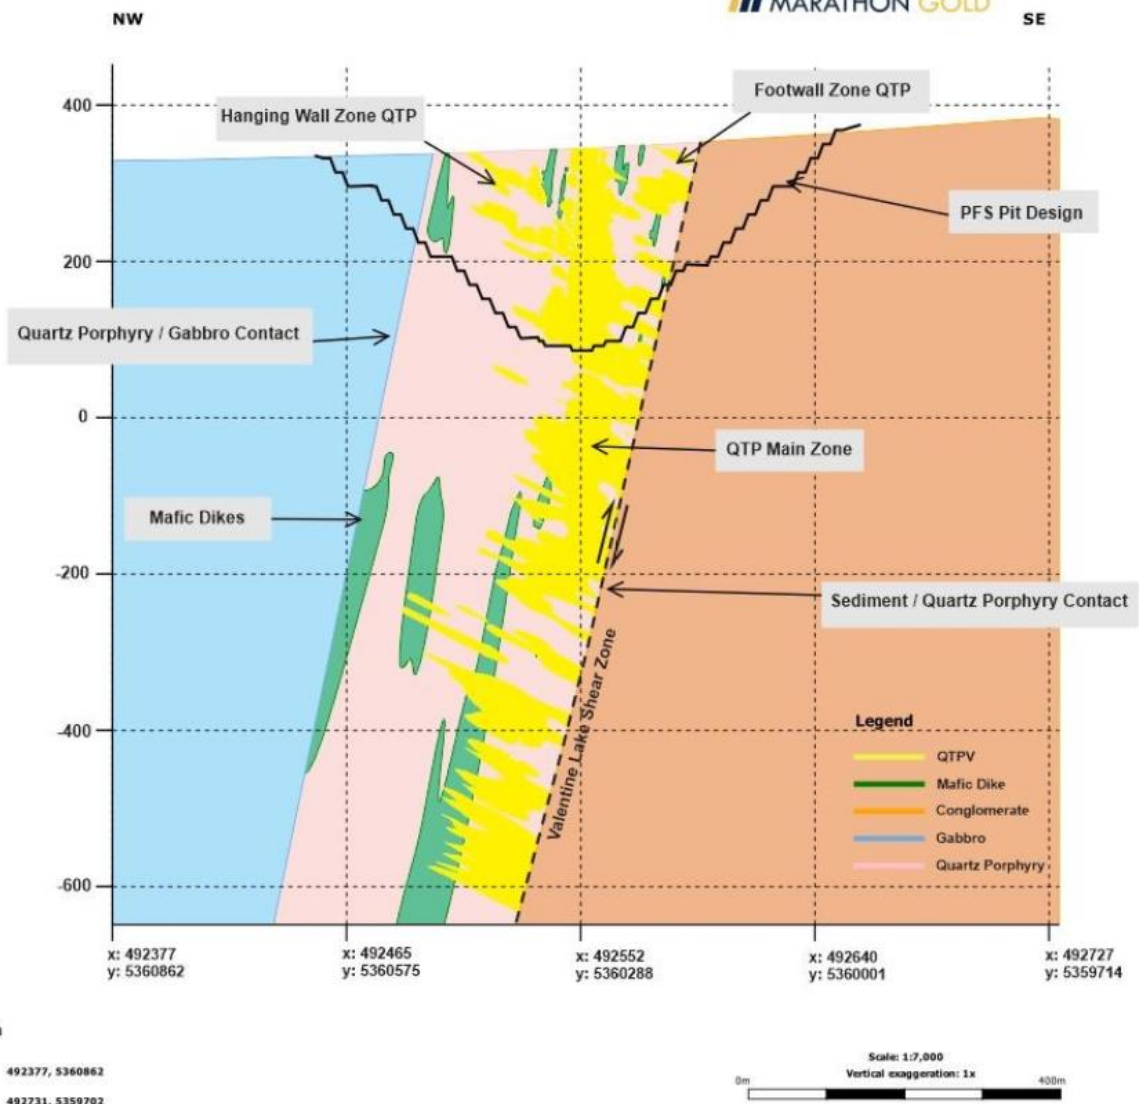 MARATHON GOLD
NW
SE
400
200
0
-200
-400
-600
Hanging Wall Zone QTP
Footwall Zone QTP
PFS Pit Design
Quartz Porphyry / Gabbro Contact
QTP Main Zone
Mafic Dikes
Sediment / Quartz Porphyry Contact
Valentine Lake Shear Zone
Legend
QTPV
Mafic Dike
Conglomerate
Gabbro
Quartz Porphyry
x: 492377
y: 5360862
x: 492465
y: 5360575
x: 492552
y: 5360288
x: 492640
y: 5360001
x: 492727
y: 5359714
492377, 5360862
492731, 5359702
Scale: 1:7,000
Vertical exaggeration: 1x
0m
400m